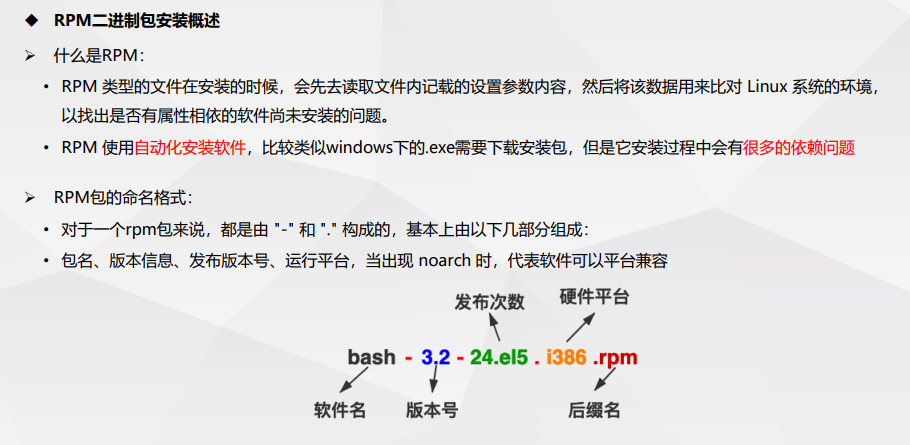 ◆ RPM二进制包安装概述
➢ 什么是RPM：
• RPM 类型的文件在安装的时候，会先去读取文件内记载的设置参数内容，然后将该数据用来比对 Linux 系统的环境，
以找出是否有属性相依的软件尚未安装的问题。
• RPM 使用自动化安装软件，比较类似windows下的.exe需要下载安装包，但是它安装过程中会有很多的依赖问题
➢ RPM包的命名格式：
• 对于一个rpm包来说，都是由 "-" 和 "." 构成的，基本上由以下几部分组成：
• 包名、版本信息、发布版本号、运行平台，当出现 noarch 时，代表软件可以平台兼容
发布次数 硬件平台
bash - 3.2 - 24.el5 . i386 .rpm
软件名 版本号 后缀名